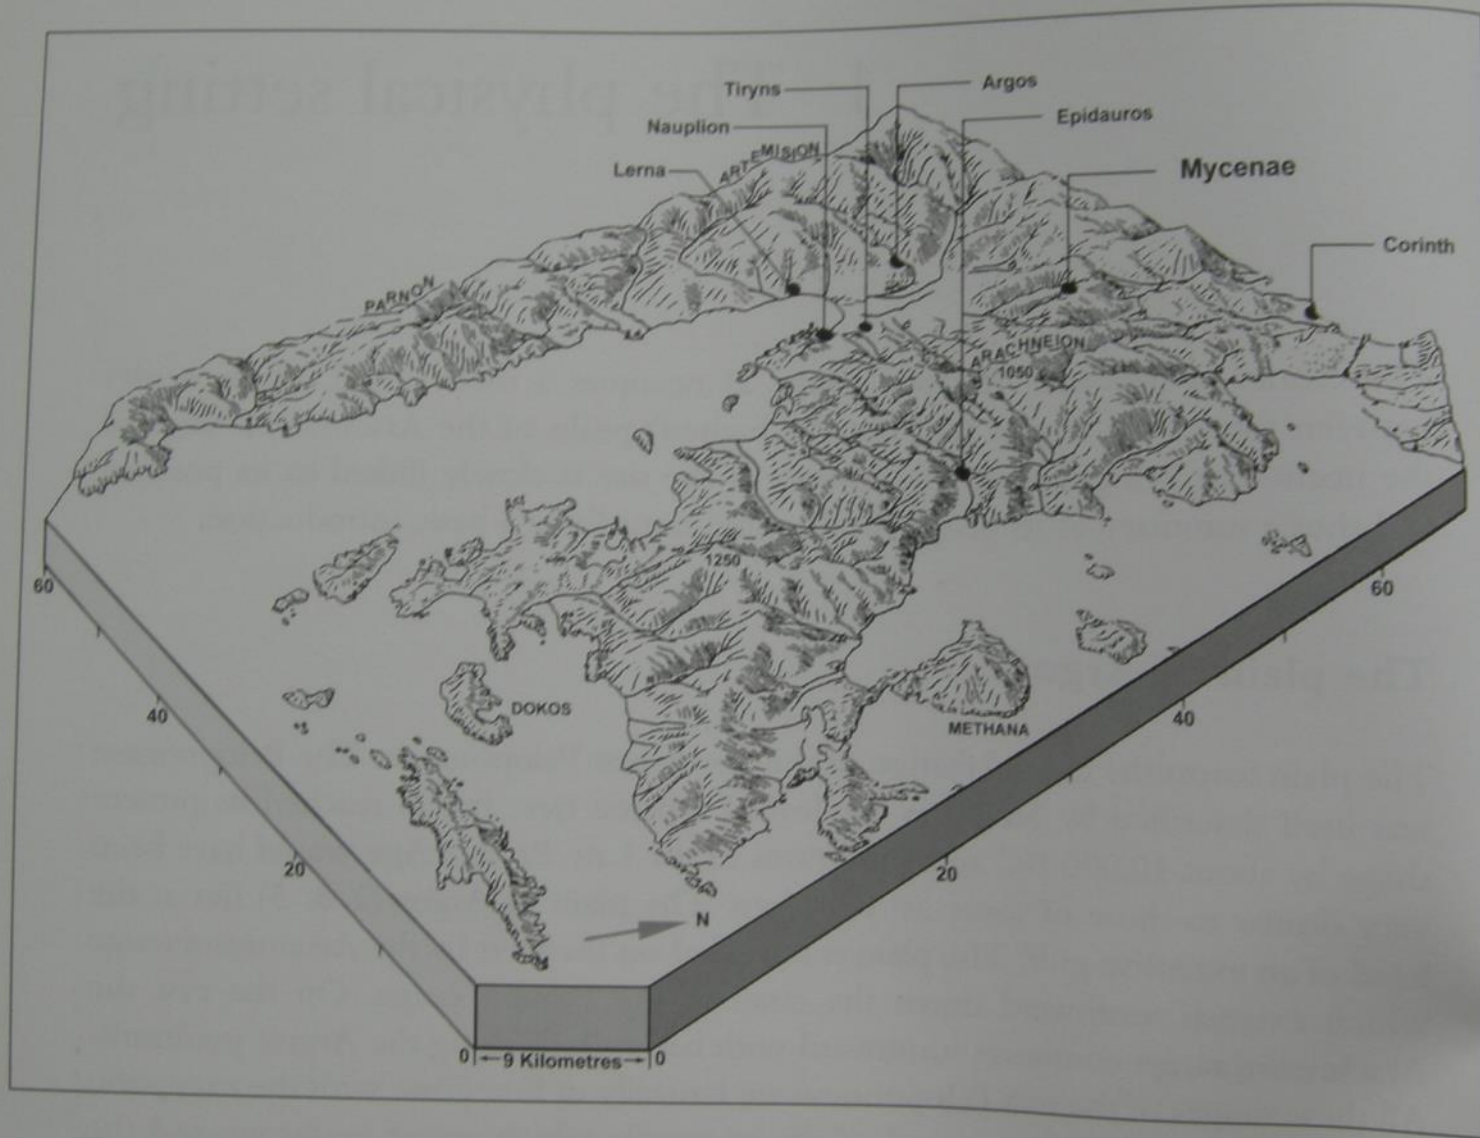 Tiryns
Argos
Nauplion
Epidauros
Lerna
ARTEMISION
Mycenae
Corinth
PARNON
ARACHNEION
1050
1250
60
60
DOKOS
METHANA
40
40
20
20
N
0
9 Kilometres
0